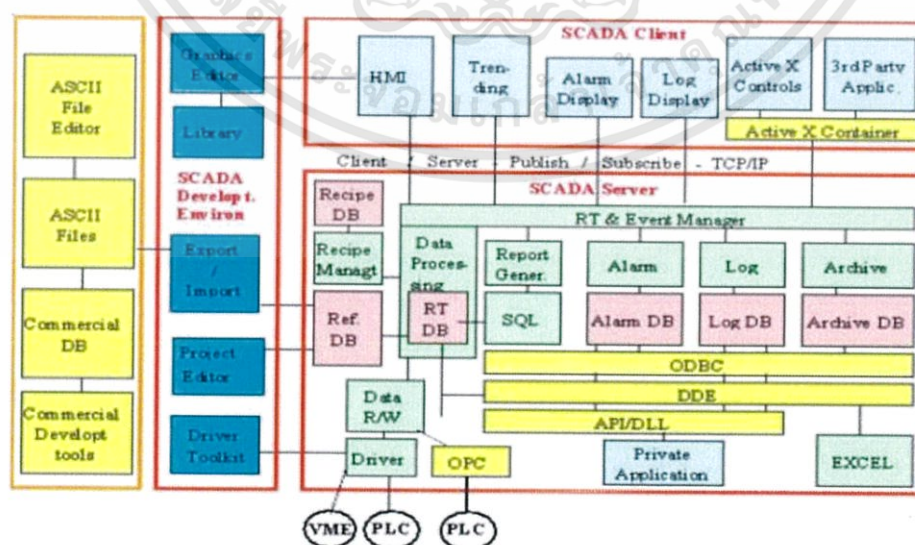 ASCII
File
Editor
ASCII
Files
Commercial
DB
Commercial
Developt
tools
Graphics
Editor
Library
SCADA
Develop.
Environ
Export
/
Import
Project
Editor
Driver
Toolkit
SCADA Client
HMI
Tren-
ding
Alarm
Display
Log
Display
Active X
Controls
3rd Party
Applic.
Active X Container
Client / Server - Publish / Subscribe - TCP/IP
SCADA Server
Recipe
DB
RT & Event Manager
Recipe
Managt
Data
Proces-
sing
Report
Gener.
Alarm
Log
Archive
Ref.
DB
RT
DB
SQL
Alarm DB
Log DB
Archive DB
ODBC
DDE
API/DLL
Data
R/W
Driver
OPC
Private
Application
EXCEL
VME
PLC
PLC